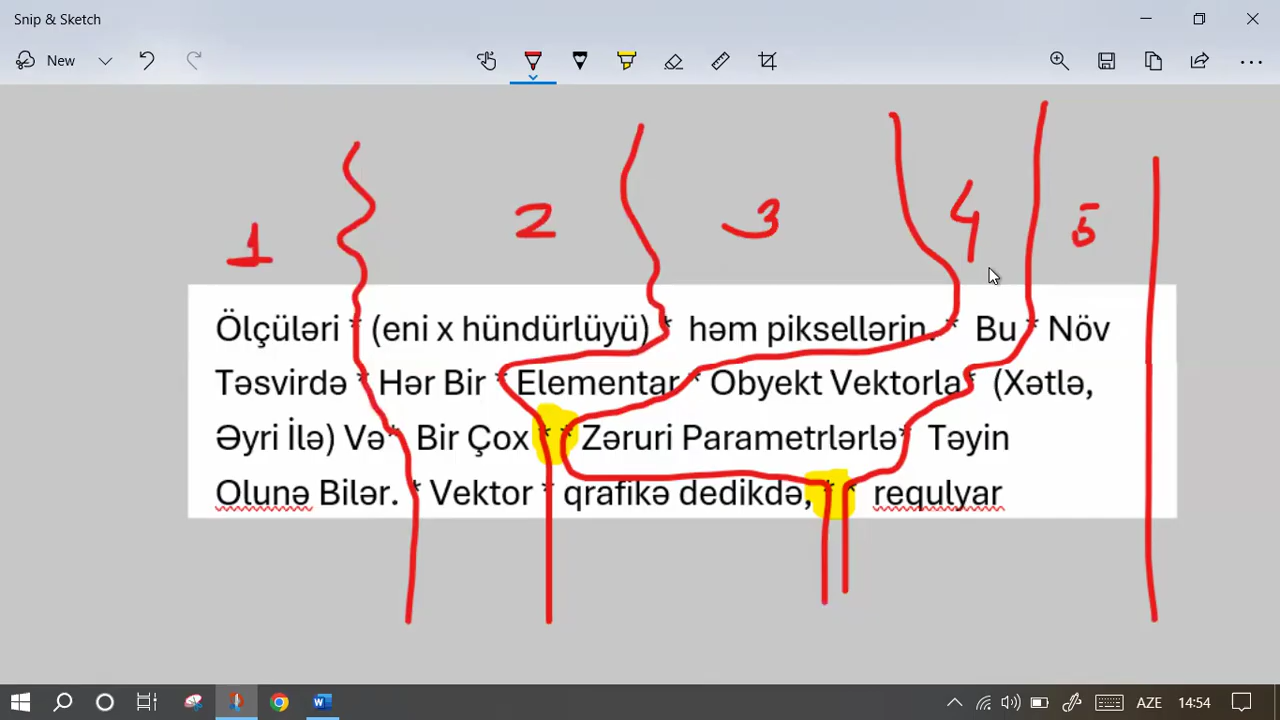 Snip & Sketch
New
1 2 3 4 5
Ölçüləri * (eni x hündürlüyü) * həm piksellərin. * Bu * Növ
Təsvirdə * Hər Bir * Elementar * Obyekt Vektorla* (Xətlə,
Əyri İlə) Və* Bir Çox * * Zəruri Parametrlərlə* Təyin
Olunə Bilər. * Vektor * qrafikə dedikdə, * * requlyar
AZE 14:54